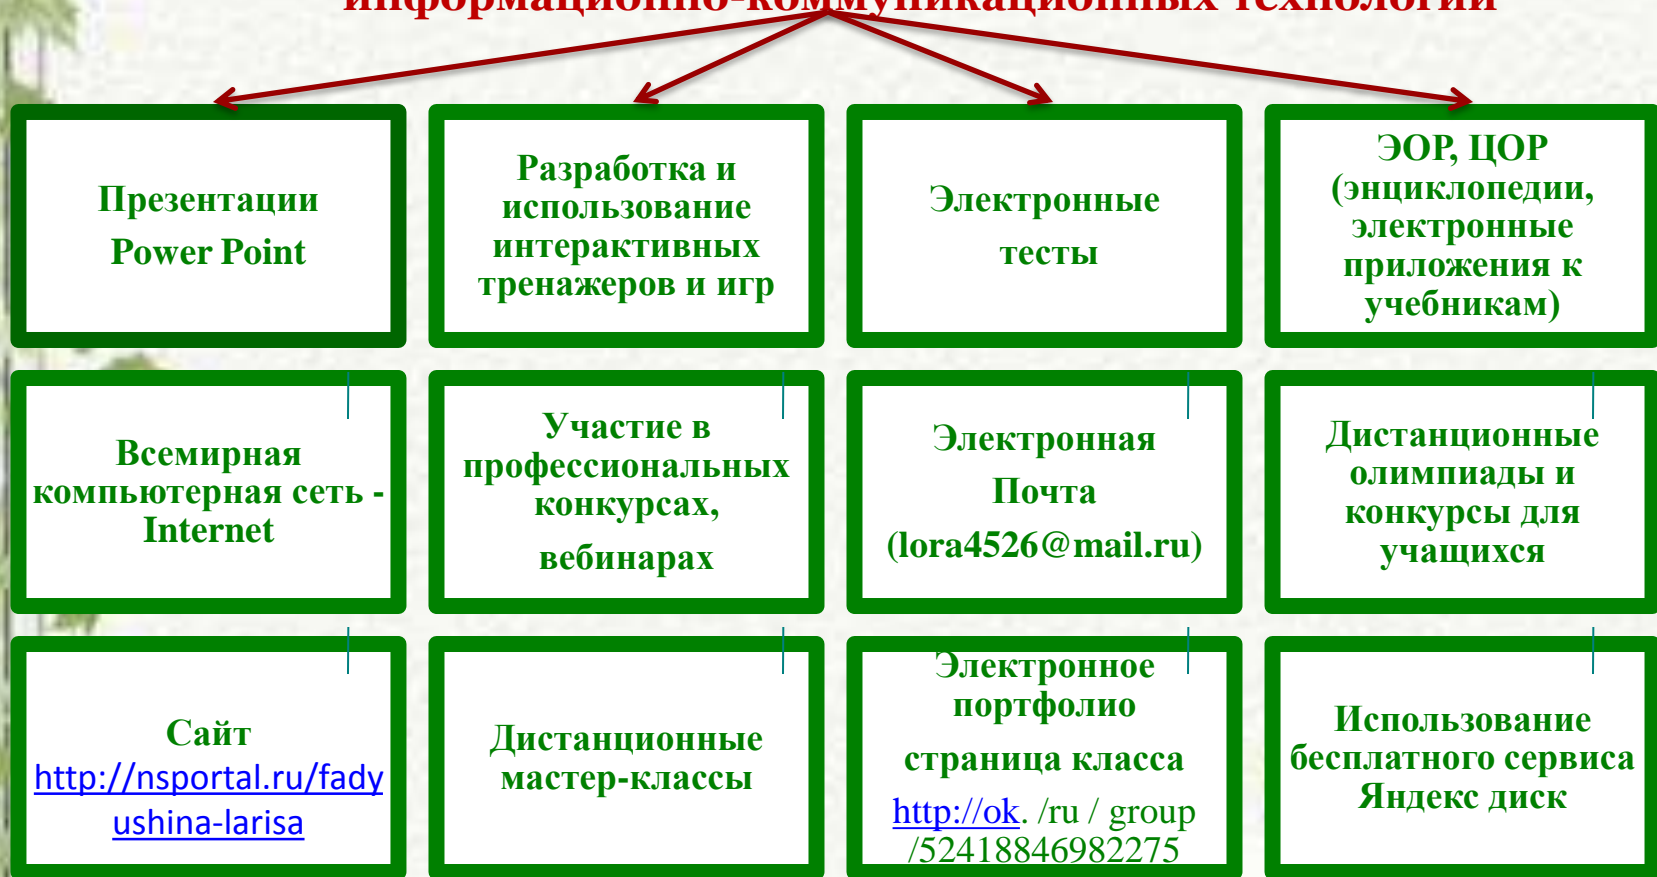 информационно-коммуникационных технологий
Презентации
Power Point
Разработка и
использование
интерактивных
тренажеров и игр
Электронные
тесты
ЭОР, ЦОР
(энциклопедии,
электронные
приложения к
учебникам)
Всемирная
компьютерная сеть -
Internet
Участие в
профессиональных
конкурсах,
вебинарах
Электронная
Почта
(lora4526@mail.ru)
Дистанционные
олимпиады и
конкурсы для
учащихся
Сайт
http://nsportal.ru/fady
ushina-larisa
Дистанционные
мастер-классы
Электронное
портфолио
страница класса
http://ok. /ru / group
/52418846982275
Использование
бесплатного сервиса
Яндекс диск